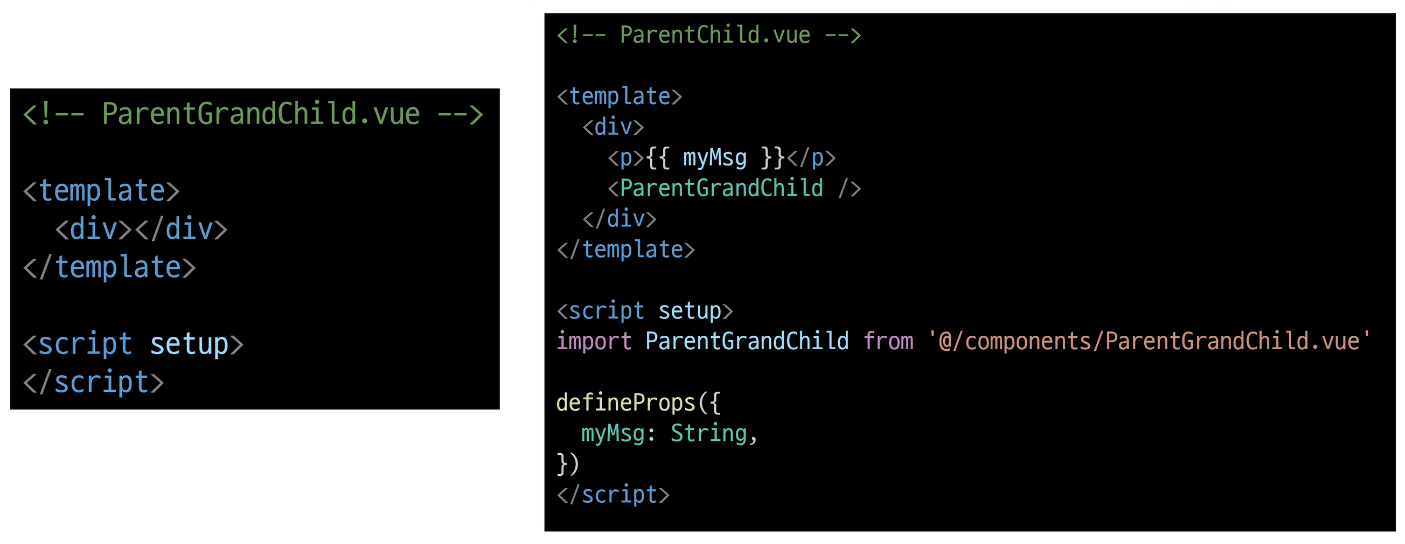 <!-- ParentGrandChild.vue -->
<template>
  <div></div>
</template>
<script setup>
</script>
<!-- ParentChild.vue -->
<template>
  <div>
    <p>{{ myMsg }}</p>
    <ParentGrandChild />
  </div>
</template>
<script setup>
import ParentGrandChild from '@/components/ParentGrandChild.vue'
defineProps({
  myMsg: String,
})
</script>